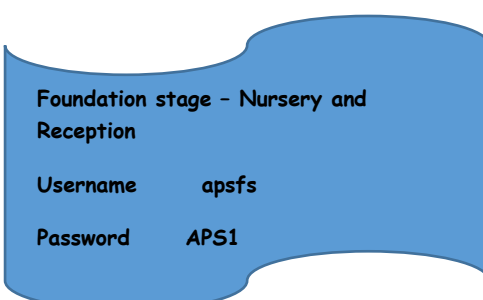 Foundation stage – Nursery and
Reception
Username apsfs
Password APS1